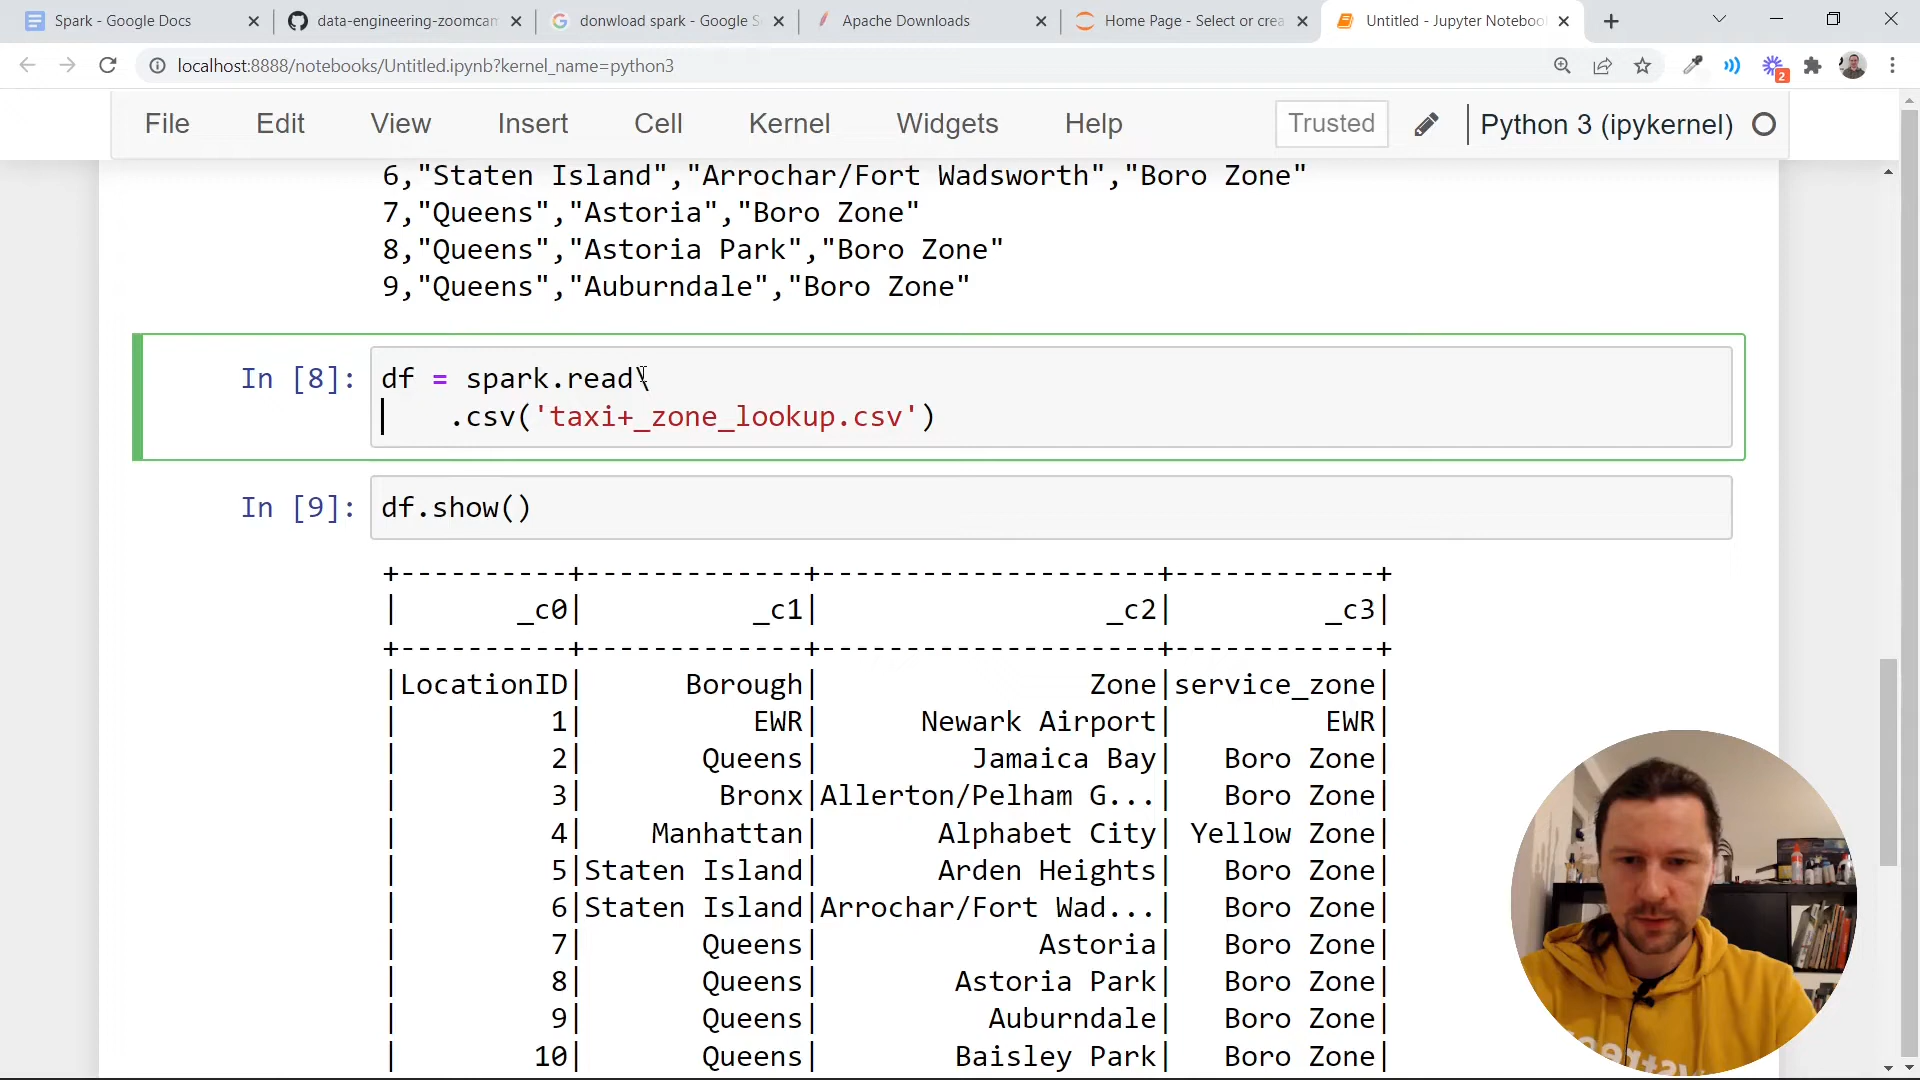 Spark - Google Docs
data-engineering-zoomcam
donwload spark - Google S
Apache Downloads
Home Page - Select or crea
Untitled - Jupyter Notebook
localhost:8888/notebooks/Untitled.ipynb?kernel_name=python3
2
File Edit View Insert Cell Kernel Widgets Help Trusted Python 3 (ipykernel)
6,"Staten Island","Arrochar/Fort Wadsworth","Boro Zone"
7,"Queens","Astoria","Boro Zone"
8,"Queens","Astoria Park","Boro Zone"
9,"Queens","Auburndale","Boro Zone"
In [8]: df = spark.read\
.csv('taxi+_zone_lookup.csv')
In [9]: df.show()
+----------+-------------+--------------------+------------+
| _c0| _c1| _c2| _c3|
+----------+-------------+--------------------+------------+
|LocationID| Borough| Zone|service_zone|
| 1| EWR| Newark Airport| EWR|
| 2| Queens| Jamaica Bay| Boro Zone|
| 3| Bronx|Allerton/Pelham G...| Boro Zone|
| 4| Manhattan| Alphabet City| Yellow Zone|
| 5|Staten Island| Arden Heights| Boro Zone|
| 6|Staten Island|Arrochar/Fort Wad...| Boro Zone|
| 7| Queens| Astoria| Boro Zone|
| 8| Queens| Astoria Park| Boro Zone|
| 9| Queens| Auburndale| Boro Zone|
| 10| Queens| Baisley Park| Boro Zone|